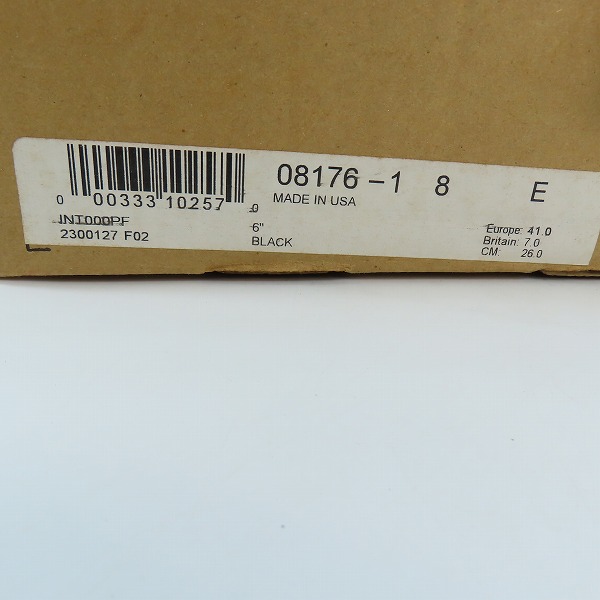 08176-1 8 E
MADE IN USA
0 00333 10257 0
INT000PF
2300127 F02
6"
BLACK
Europe: 41.0
Britain: 7.0
CM: 26.0